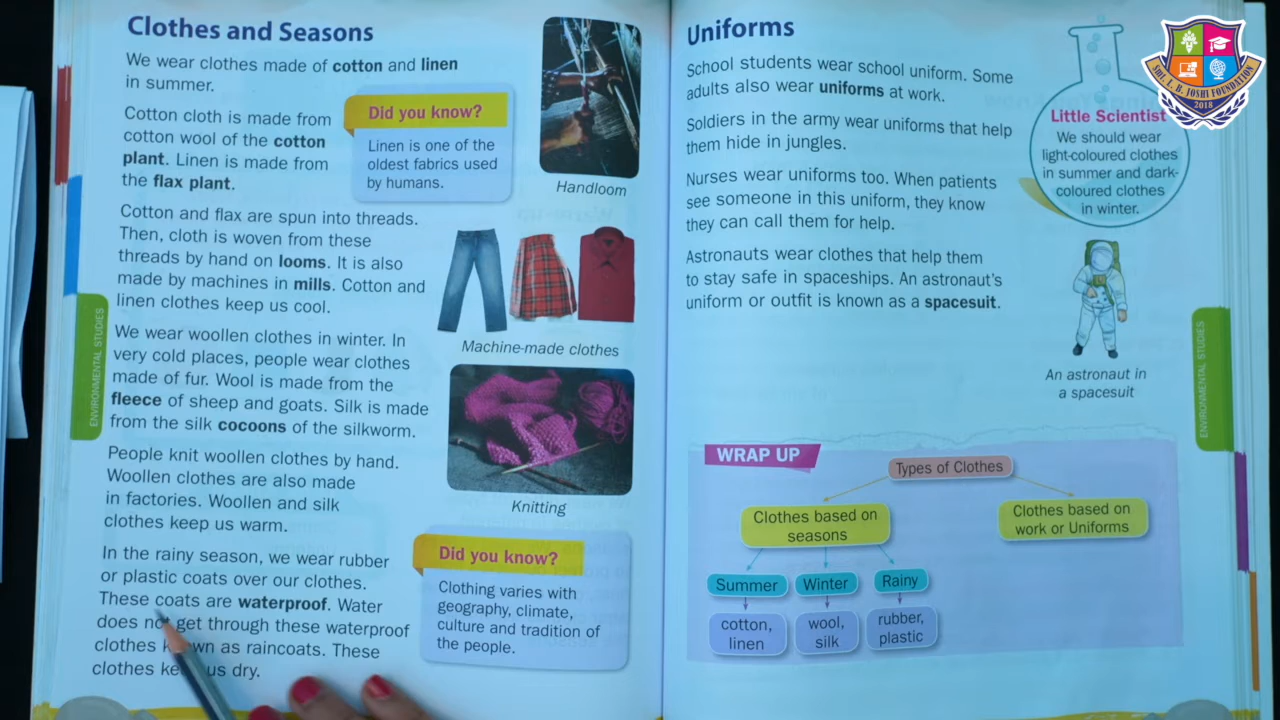 Clothes and Seasons
We wear clothes made of cotton and linen
in summer.
Cotton cloth is made from
cotton wool of the cotton
plant. Linen is made from
the flax plant.
Did you know?
Linen is one of the
oldest fabrics used
by humans.
Handloom
Cotton and flax are spun into threads.
Then, cloth is woven from these
threads by hand on looms. It is also
made by machines in mills. Cotton and
linen clothes keep us cool.
Machine-made clothes
We wear woollen clothes in winter. In
very cold places, people wear clothes
made of fur. Wool is made from the
fleece of sheep and goats. Silk is made
from the silk cocoons of the silkworm.
People knit woollen clothes by hand.
Woollen clothes are also made
in factories. Woollen and silk
clothes keep us warm.
Knitting
In the rainy season, we wear rubber
or plastic coats over our clothes.
These coats are waterproof. Water
does get through these waterproof
clothes as raincoats. These
clothes us dry.
Did you know?
Clothing varies with
geography, climate,
culture and tradition of
the people.
ENVIRONMENTAL STUDIES
Uniforms
School students wear school uniform. Some
adults also wear uniforms at work.
Soldiers in the army wear uniforms that help
them hide in jungles.
Nurses wear uniforms too. When patients
see someone in this uniform, they know
they can call them for help.
Astronauts wear clothes that help them
to stay safe in spaceships. An astronaut's
uniform or outfit is known as a spacesuit.
Little Scientist
We should wear
light-coloured clothes
in summer and dark-
coloured clothes
in winter.
An astronaut in
a spacesuit
WRAP UP
Types of Clothes
Clothes based on
seasons
Clothes based on
work or Uniforms
Summer
Winter
Rainy
cotton,
linen
wool,
silk
rubber,
plastic
ENVIRONMENTAL STUDIES
SMT. I. B. JOSHI FOUNDATION
2018